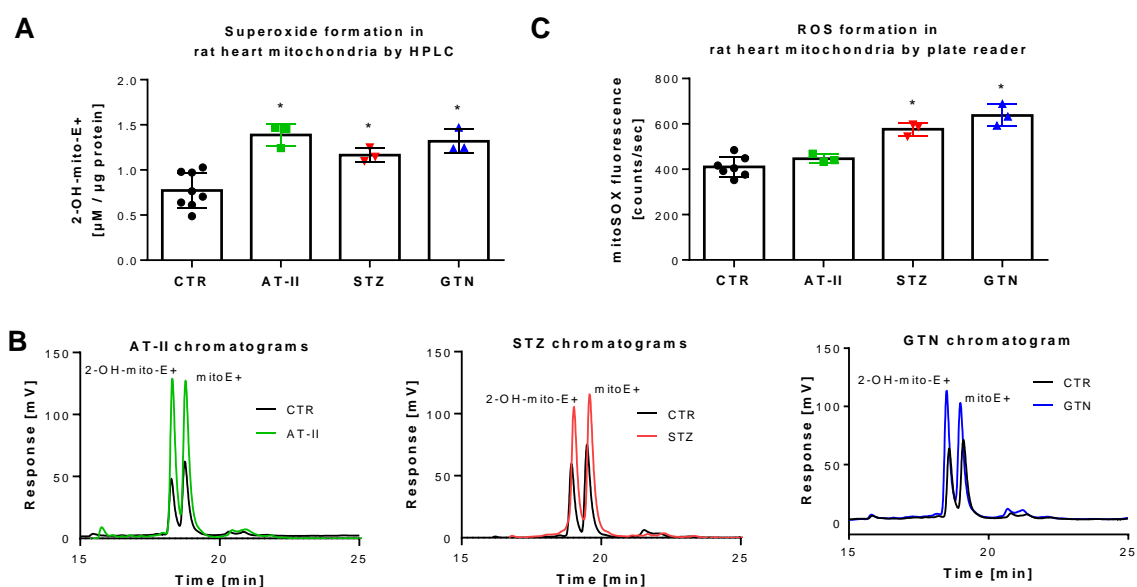 A
Superoxide formation in
rat heart mitochondria by HPLC
2-OH-mito-E+
[µM / µg protein]
2.0
1.5
1.0
0.5
0.0
*
*
*
CTR
AT-II
STZ
GTN
C
ROS formation in
rat heart mitochondria by plate reader
mitoSOX fluorescence
[counts/sec]
800
600
400
200
0
*
*
CTR
AT-II
STZ
GTN
B
AT-II chromatograms
Response [mV]
150
100
50
0
2-OH-mito-E+
mitoE+
CTR
AT-II
15
20
25
Time [min]
STZ chromatograms
Response [mV]
150
100
50
0
2-OH-mito-E+
mitoE+
CTR
STZ
15
20
25
Time [min]
GTN chromatogram
Response [mV]
150
100
50
0
2-OH-mito-E+
mitoE+
CTR
GTN
15
20
25
Time [min]